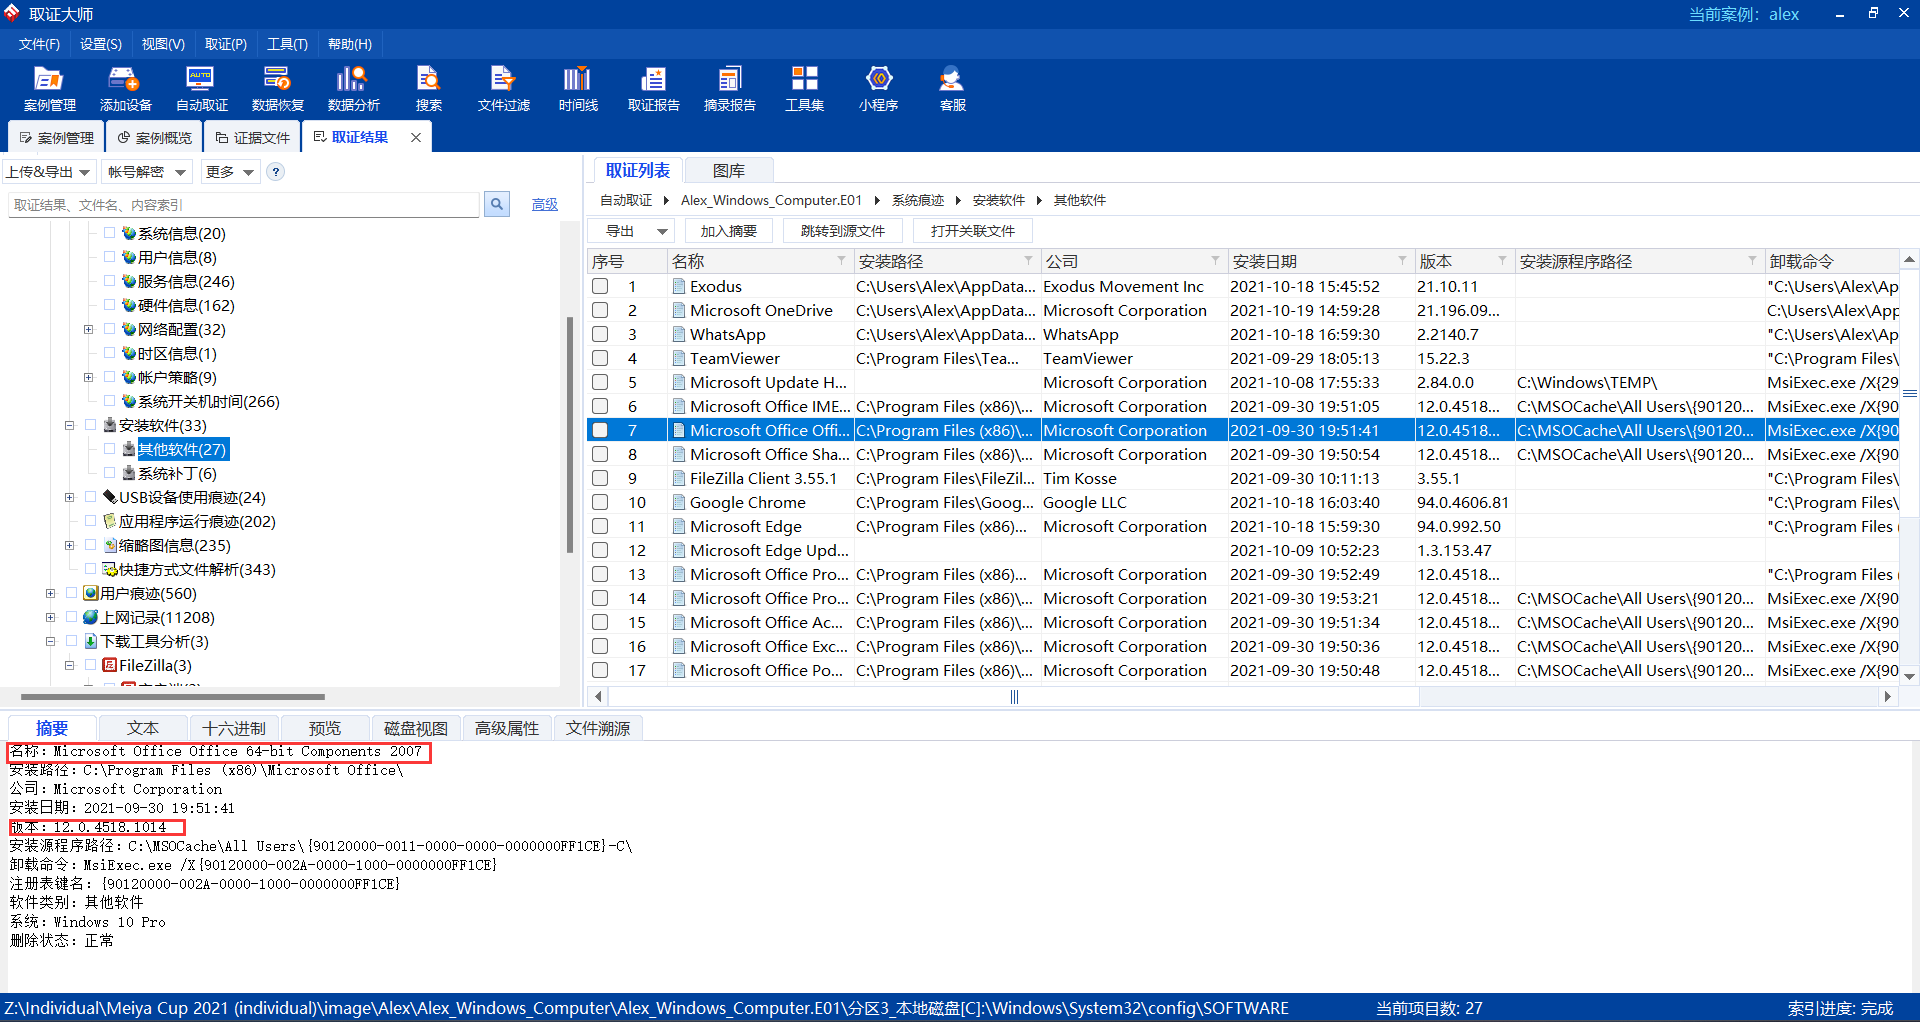 取证大师
当前案例：alex
文件(F) 设置(S) 视图(V) 取证(P) 工具(T) 帮助(H)
案例管理 添加设备 自动取证 数据恢复 数据分析 搜索 文件过滤 时间线 取证报告 摘录报告 工具集 小程序 客服
案例管理 案例概览 证据文件 取证结果
上传&导出 帐号解密 更多 ?
取证结果、文件名、内容索引 高级
系统信息(20)
用户信息(8)
服务信息(246)
硬件信息(162)
网络配置(32)
时区信息(1)
帐户策略(9)
系统开关机时间(266)
安装软件(33)
其他软件(27)
系统补丁(6)
USB设备使用痕迹(24)
应用程序运行痕迹(202)
缩略图信息(235)
快捷方式文件解析(343)
用户痕迹(560)
上网记录(11208)
下载工具分析(3)
FileZilla(3)
取证列表 图库
自动取证 Alex_Windows_Computer.E01 系统痕迹 安装软件 其他软件
导出 加入摘要 跳转到源文件 打开关联文件
序号 名称 安装路径 公司 安装日期 版本 安装源程序路径 卸载命令
1 Exodus C:\Users\Alex\AppData... Exodus Movement Inc 2021-10-18 15:45:52 21.10.11 "C:\Users\Alex\Ap
2 Microsoft OneDrive C:\Users\Alex\AppData... Microsoft Corporation 2021-10-19 14:59:28 21.196.09... C:\Users\Alex\App
3 WhatsApp C:\Users\Alex\AppData... WhatsApp 2021-10-18 16:59:30 2.2140.7 "C:\Users\Alex\Ap
4 TeamViewer C:\Program Files\Tea... TeamViewer 2021-09-29 18:05:13 15.22.3 "C:\Program Files\
5 Microsoft Update H... Microsoft Corporation 2021-10-08 17:55:33 2.84.0.0 C:\Windows\TEMP\ MsiExec.exe /X{29
6 Microsoft Office IME... C:\Program Files (x86)\... Microsoft Corporation 2021-09-30 19:51:05 12.0.4518... C:\MSOCache\All Users\{90120... MsiExec.exe /X{90
7 Microsoft Office Offi... C:\Program Files (x86)\... Microsoft Corporation 2021-09-30 19:51:41 12.0.4518... C:\MSOCache\All Users\{90120... MsiExec.exe /X{90
8 Microsoft Office Sha... C:\Program Files (x86)\... Microsoft Corporation 2021-09-30 19:50:54 12.0.4518... C:\MSOCache\All Users\{90120... MsiExec.exe /X{90
9 FileZilla Client 3.55.1 C:\Program Files\FileZil... Tim Kosse 2021-09-30 10:11:13 3.55.1 "C:\Program Files\
10 Google Chrome C:\Program Files\Goog... Google LLC 2021-10-18 16:03:40 94.0.4606.81 "C:\Program Files\
11 Microsoft Edge C:\Program Files (x86)... Microsoft Corporation 2021-10-18 15:59:30 94.0.992.50 "C:\Program Files (
12 Microsoft Edge Upd... 2021-10-09 10:52:23 1.3.153.47
13 Microsoft Office Pro... C:\Program Files (x86)... Microsoft Corporation 2021-09-30 19:52:49 12.0.4518... "C:\Program Files (
14 Microsoft Office Pro... C:\Program Files (x86)\... Microsoft Corporation 2021-09-30 19:53:21 12.0.4518... C:\MSOCache\All Users\{90120... MsiExec.exe /X{90
15 Microsoft Office Ac... C:\Program Files (x86)\... Microsoft Corporation 2021-09-30 19:51:34 12.0.4518... C:\MSOCache\All Users\{90120... MsiExec.exe /X{90
16 Microsoft Office Exc... C:\Program Files (x86)\... Microsoft Corporation 2021-09-30 19:50:36 12.0.4518... C:\MSOCache\All Users\{90120... MsiExec.exe /X{90
17 Microsoft Office Po... C:\Program Files (x86)\... Microsoft Corporation 2021-09-30 19:50:48 12.0.4518... C:\MSOCache\All Users\{90120... MsiExec.exe /X{90
摘要 文本 十六进制 预览 磁盘视图 高级属性 文件溯源
名称：Microsoft Office Office 64-bit Components 2007
安装路径：C:\Program Files (x86)\Microsoft Office\
公司：Microsoft Corporation
安装日期：2021-09-30 19:51:41
版本：12.0.4518.1014
安装源程序路径：C:\MSOCache\All Users\{90120000-0011-0000-0000-0000000FF1CE}-C\
卸载命令：MsiExec.exe /X{90120000-002A-0000-1000-0000000FF1CE}
注册表键名：{90120000-002A-0000-1000-0000000FF1CE}
软件类别：其他软件
系统：Windows 10 Pro
删除状态：正常
Z:\Individual\Meiya Cup 2021 (individual)\image\Alex\Alex_Windows_Computer\Alex_Windows_Computer.E01\分区3_本地磁盘[C]:\Windows\System32\config\SOFTWARE 当前项目数: 27 索引进度: 完成